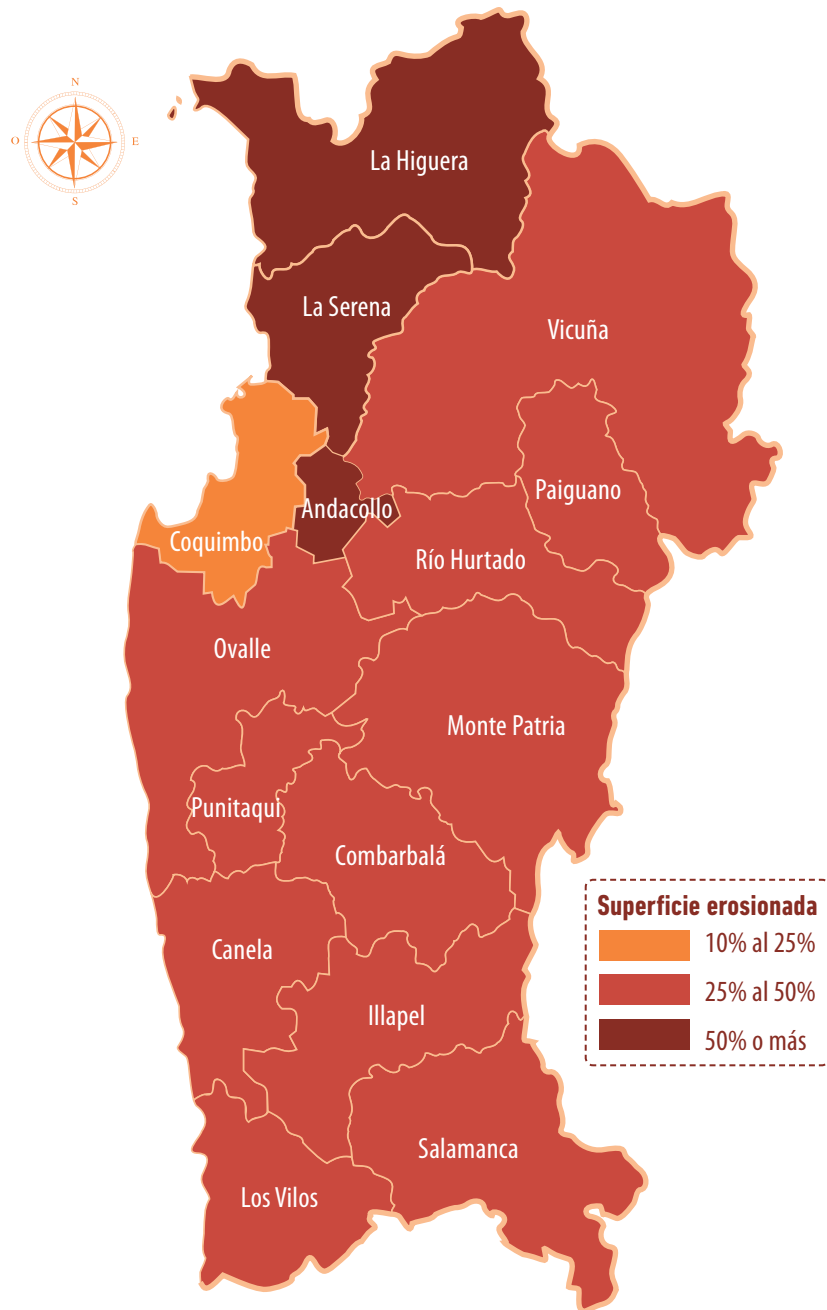 N
O
E
S
La Higuera
La Serena
Vicuña
Paiguano
Andacollo
Coquimbo
Río Hurtado
Ovalle
Monte Patria
Punitaqui
Combarbalá
Canela
Illapel
Salamanca
Los Vilos
Superficie erosionada
10% al 25%
25% al 50%
50% o más